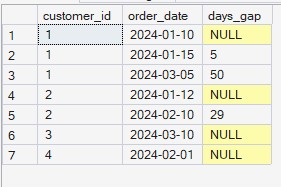 customer_id order_date days_gap
1 1 2024-01-10 NULL
2 1 2024-01-15 5
3 1 2024-03-05 50
4 2 2024-01-12 NULL
5 2 2024-02-10 29
6 3 2024-03-10 NULL
7 4 2024-02-01 NULL